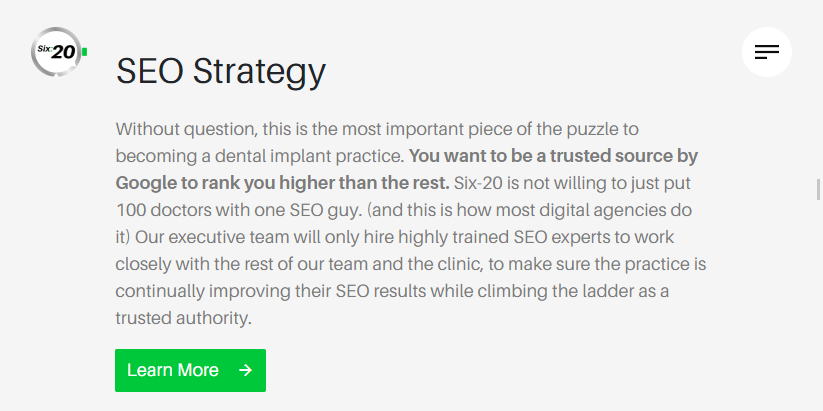 Six:20
SEO Strategy
Without question, this is the most important piece of the puzzle to
becoming a dental implant practice. You want to be a trusted source by
Google to rank you higher than the rest. Six-20 is not willing to just put
100 doctors with one SEO guy. (and this is how most digital agencies do
it) Our executive team will only hire highly trained SEO experts to work
closely with the rest of our team and the clinic, to make sure the practice is
continually improving their SEO results while climbing the ladder as a
trusted authority.
Learn More